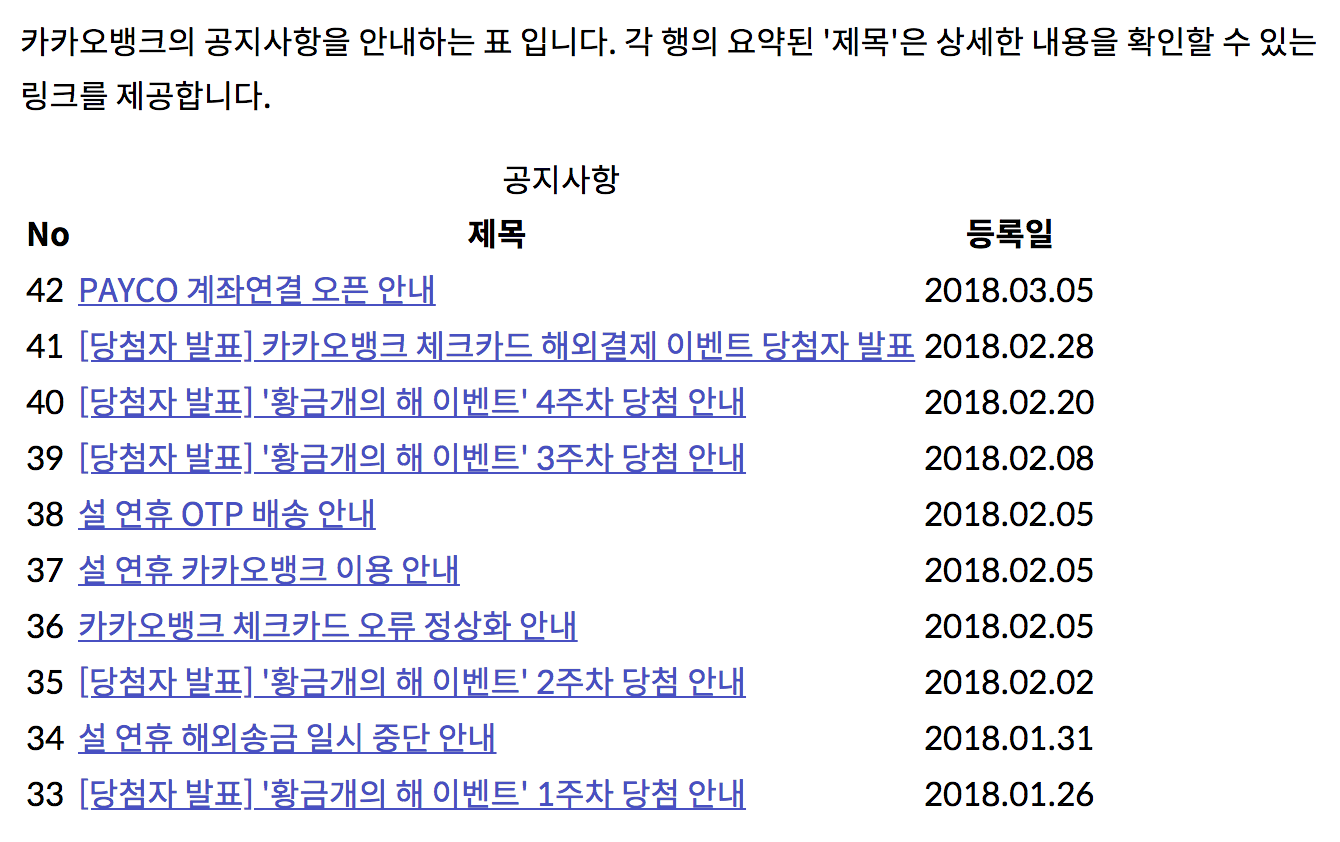 카카오뱅크의 공지사항을 안내하는 표 입니다. 각 행의 요약된 '제목'은 상세한 내용을 확인할 수 있는
링크를 제공합니다.
공지사항
No 제목 등록일
42 PAYCO 계좌연결 오픈 안내 2018.03.05
41 [당첨자 발표] 카카오뱅크 체크카드 해외결제 이벤트 당첨자 발표 2018.02.28
40 [당첨자 발표] '황금개의 해 이벤트' 4주차 당첨 안내 2018.02.20
39 [당첨자 발표] '황금개의 해 이벤트' 3주차 당첨 안내 2018.02.08
38 설 연휴 OTP 배송 안내 2018.02.05
37 설 연휴 카카오뱅크 이용 안내 2018.02.05
36 카카오뱅크 체크카드 오류 정상화 안내 2018.02.05
35 [당첨자 발표] '황금개의 해 이벤트' 2주차 당첨 안내 2018.02.02
34 설 연휴 해외송금 일시 중단 안내 2018.01.31
33 [당첨자 발표] '황금개의 해 이벤트' 1주차 당첨 안내 2018.01.26